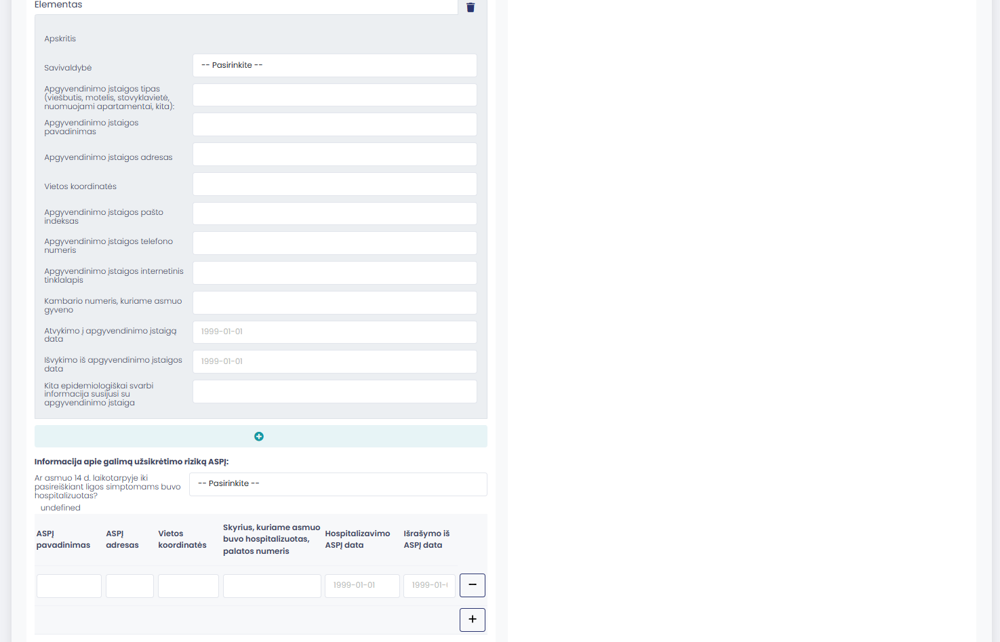 Elementas
Apskritis
Savivaldybė
-- Pasirinkite --
Apgyvendinimo įstaigos tipas
(viešbutis, motelis, stovyklavietė,
nuomuojami apartamentai, kita):
Apgyvendinimo įstaigos
pavadinimas
Apgyvendinimo įstaigos adresas
Vietos koordinatės
Apgyvendinimo įstaigos pašto
indeksas
Apgyvendinimo įstaigos telefono
numeris
Apgyvendinimo įstaigos internetinis
tinklalapis
Kambario numeris, kuriame asmuo
gyveno
Atvykimo į apgyvendinimo įstaigą
data
1999-01-01
Išvykimo iš apgyvendinimo įstaigos
data
1999-01-01
Kita epidemiologiškai svarbi
informacija susijusi su
apgyvendinimo įstaiga
Informacija apie galimą užsikrėtimo riziką ASPĮ:
Ar asmuo 14 d. laikotarpyje iki
pasireiškiant ligos simptomams buvo
hospitalizuotas?
-- Pasirinkite --
undefined
ASPĮ
pavadinimas
ASPĮ
adresas
Vietos
koordinatės
Skyrius, kuriame asmuo
buvo hospitalizuotas,
palatos numeris
Hospitalizavimo
ASPĮ data
Išrašymo iš
ASPĮ data
1999-01-01
1999-01-